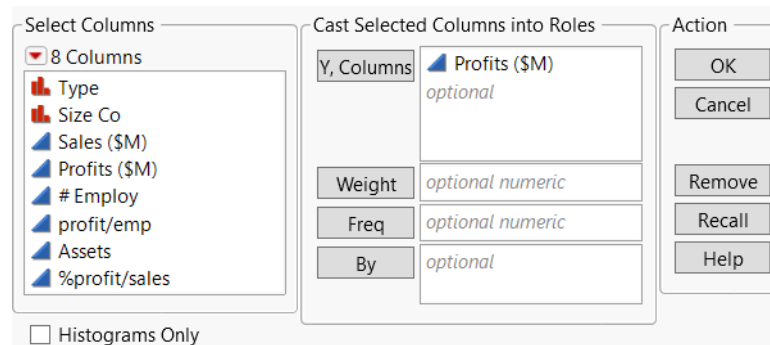 Select Columns
8 Columns
Type
Size Co
Sales ($M)
Profits ($M)
# Employ
profit/emp
Assets
%profit/sales
Histograms Only
Cast Selected Columns into Roles
Y, Columns
Profits ($M)
optional
Weight
optional numeric
Freq
optional numeric
By
optional
Action
OK
Cancel
Remove
Recall
Help